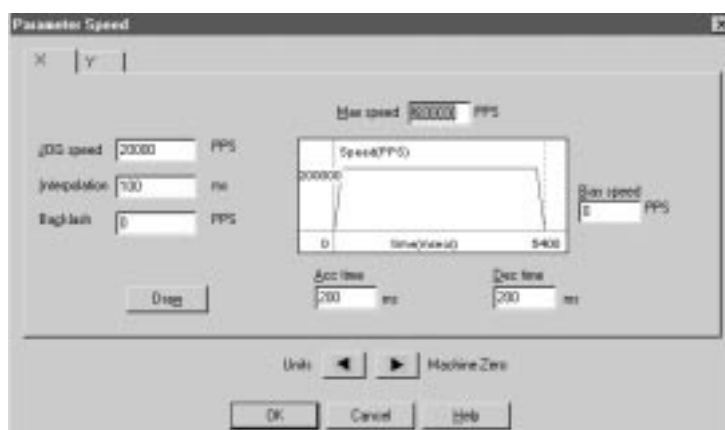 Parameter Speed
X Y
Max speed PPS
JOG speed 20000 PPS
Interpolation 100 ms
Backlash 0 PPS
Speed(PPS)
200000
0 time(msec) 5400
Bias speed
0 PPS
Acc time
200 ms
Dec time
200 ms
Draw
Units Machine Zero
OK Cancel Help